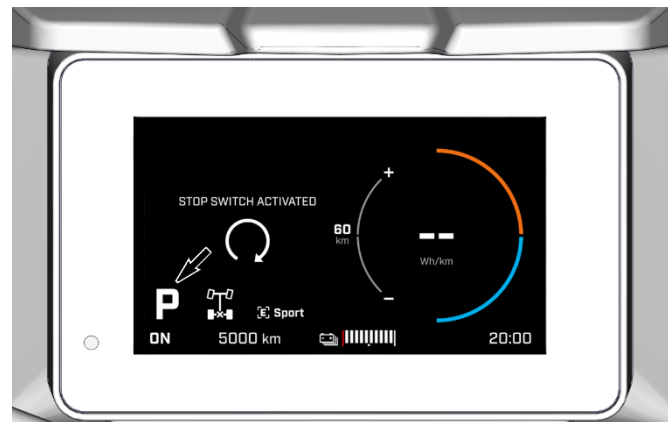 STOP SWITCH ACTIVATED
+
60
km
--
Wh/km
P
[E] Sport
−
ON 5000 km 20:00